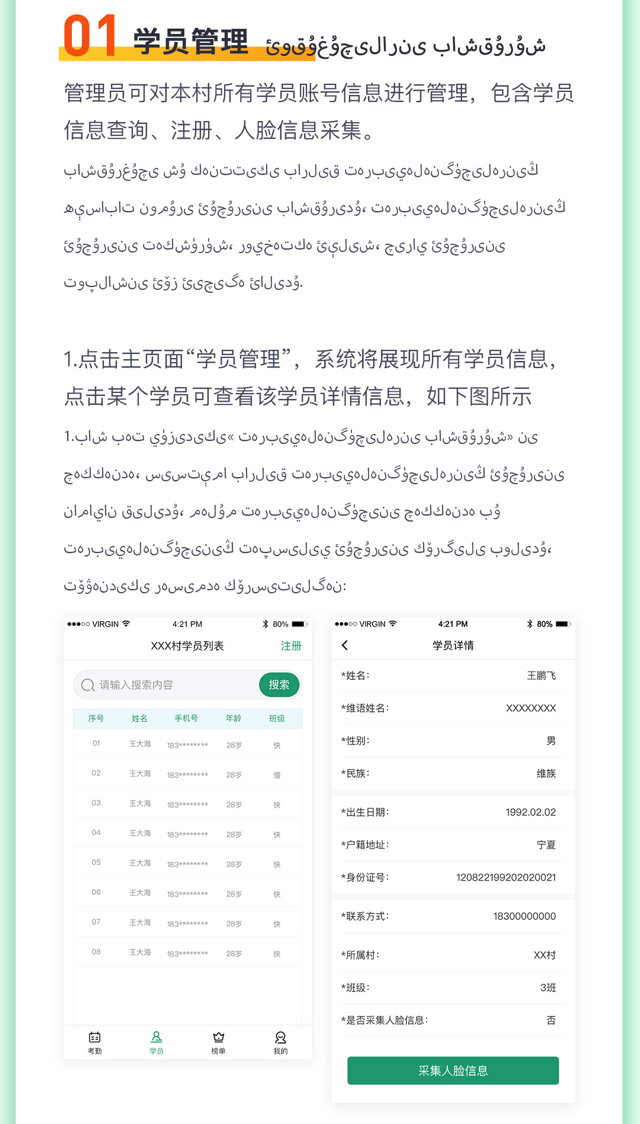 01 学员管理 ئوقۇغۇچىلارنى باشقۇرۇش
管理员可对本村所有学员账号信息进行管理，包含学员
信息查询、注册、人脸信息采集。
باشقۇرغۇچى شۇ كەنتتىكى بارلىق تەربىيەلەنگۈچىلەرنىڭ
ھېسابات نومۇرى ئۇچۇرىنى باشقۇرىدۇ، تەربىيەلەنگۈچىلەرنىڭ
ئۇچۇرىنى تەكشۈرۈش، رويخەتكە ئېلىش، چىراي ئۇچۇرىنى
توپلاشنى ئۆز ئىچىگە ئالىدۇ.
1.点击主页面“学员管理”，系统将展现所有学员信息，
点击某个学员可查看该学员详情信息，如下图所示
1.باش بەت يۈزىدىكى« تەربىيەلەنگۈچىلەرنى باشقۇرۇش» نى
چەككەندە، سىستېما بارلىق تەربىيەلەنگۈچىلەرنىڭ ئۇچۇرىنى
نامايان قىلىدۇ، مەلۇم تەربىيەلەنگۈچىنى چەككەندە بۇ
تەربىيەلەنگۈچىنىڭ تەپسىلىي ئۇچۇرىنى كۆرگىلى بولىدۇ،
تۆۋەندىكى رەسىمدە كۆرسىتىلگەن:
VIRGIN 4:21 PM 80%
XXX村学员列表 注册
请输入搜索内容 搜索
序号 姓名 手机号 年龄 班级
01 王大海 183******** 28岁 快
02 王大海 183******** 28岁 慢
03 王大海 183******** 28岁 快
04 王大海 183******** 28岁 快
05 王大海 183******** 28岁 快
06 王大海 183******** 28岁 快
07 王大海 183******** 28岁 快
08 王大海 183******** 28岁 快
考勤 学员 榜单 我的
VIRGIN 4:21 PM 80%
学员详情
*姓名： 王鹏飞
*维语姓名： XXXXXXXX
*性别： 男
*民族： 维族
*出生日期： 1992.02.02
*户籍地址： 宁夏
*身份证号： 120822199202020021
*联系方式： 18300000000
*所属村： XX村
*班级： 3班
*是否采集人脸信息： 否
采集人脸信息